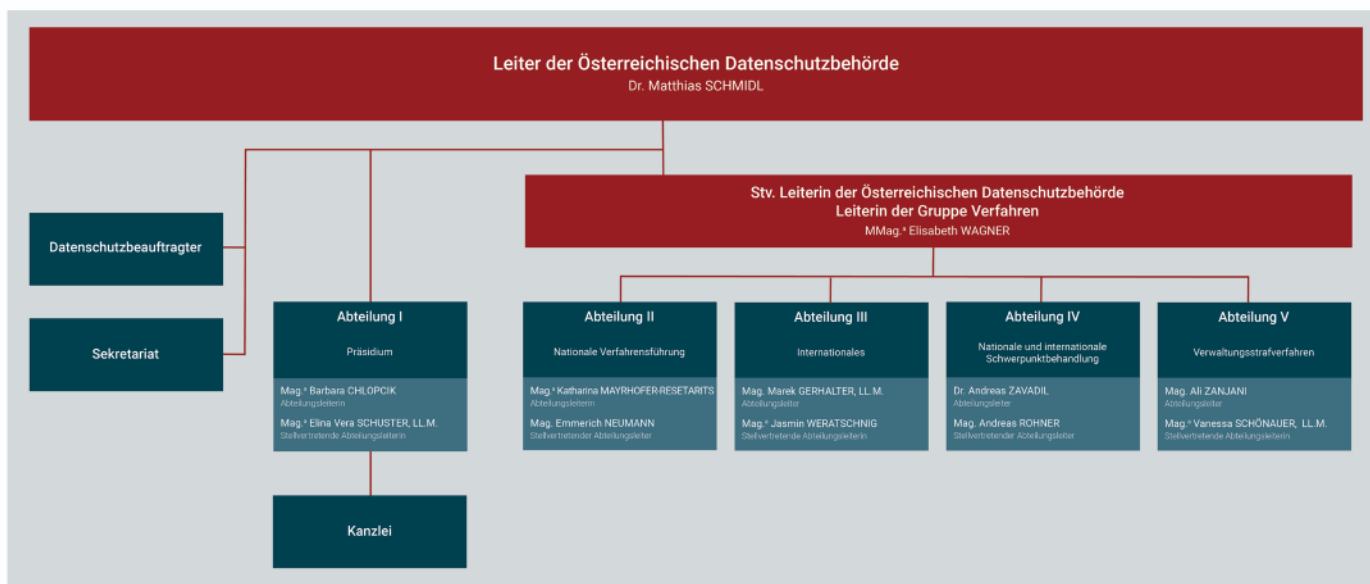 Leiter der Österreichischen Datenschutzbehörde
Dr. Matthias SCHMIDL
Stv. Leiterin der Österreichischen Datenschutzbehörde
Leiterin der Gruppe Verfahren
MMag.ª Elisabeth WAGNER
Datenschutzbeauftragter
Sekretariat
Abteilung I
Präsidium
Mag.ª Barbara CHLOPCIK
Abteilungsleiterin
Mag.ª Elina Vera SCHUSTER, LL.M.
Stellvertretende Abteilungsleiterin
Kanzlei
Abteilung II
Nationale Verfahrensführung
Mag.ª Katharina MAYRHOFER-RESETARITS
Abteilungsleiterin
Mag. Emmerich NEUMANN
Stellvertretender Abteilungsleiter
Abteilung III
Internationales
Mag. Marek GERHALTER, LL.M.
Abteilungsleiter
Mag.ª Jasmin WERATSCHNIG
Stellvertretende Abteilungsleiterin
Abteilung IV
Nationale und internationale
Schwerpunktbehandlung
Dr. Andreas ZAVADIL
Abteilungsleiter
Mag. Andreas ROHNER
Stellvertretender Abteilungsleiter
Abteilung V
Verwaltungsstrafverfahren
Mag. Ali ZANJANI
Abteilungsleiter
Mag.ª Vanessa SCHÖNAUER, LL.M.
Stellvertretende Abteilungsleiterin